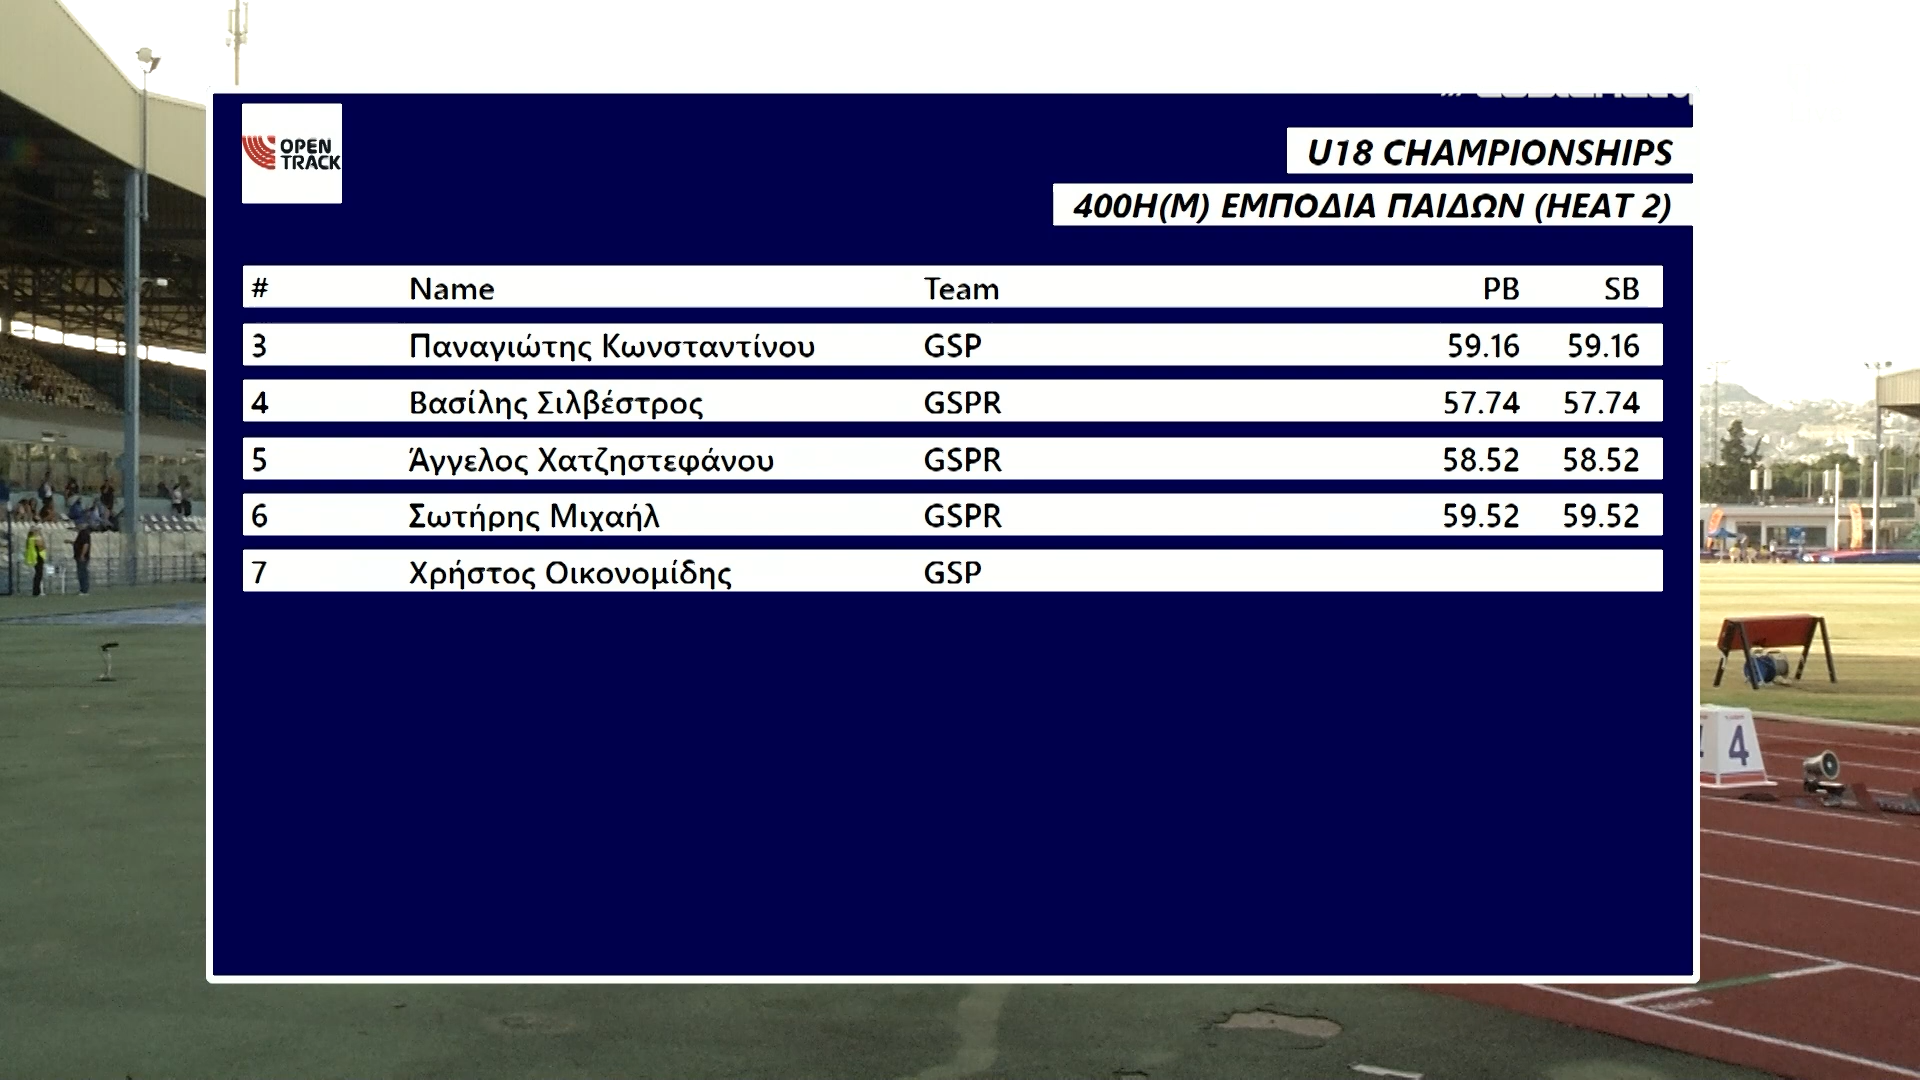 OPEN
TRACK
U18 CHAMPIONSHIPS
400H(M) ΕΜΠΟΔΙΑ ΠΑΙΔΩΝ (HEAT 2)
# Name Team PB SB
3 Παναγιώτης Κωνσταντίνου GSP 59.16 59.16
4 Βασίλης Σιλβέστρος GSPR 57.74 57.74
5 Άγγελος Χατζηστεφάνου GSPR 58.52 58.52
6 Σωτήρης Μιχαήλ GSPR 59.52 59.52
7 Χρήστος Οικονομίδης GSP
4